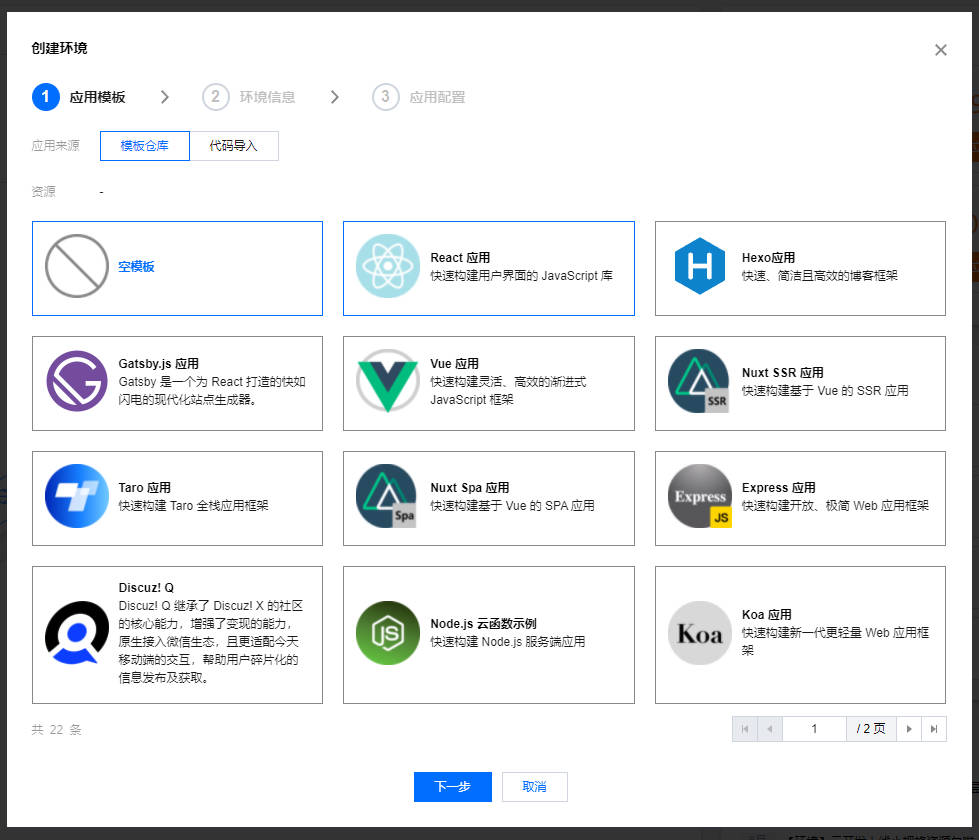 创建环境
1 应用模板 2 环境信息 3 应用配置
应用来源 模板仓库 代码导入
资源 -
空模板
React 应用
快速构建用户界面的 JavaScript 库
Hexo应用
快速、简洁且高效的博客框架
Gatsby.js 应用
Gatsby 是一个为 React 打造的快如
闪电的现代化站点生成器。
Vue 应用
快速构建灵活、高效的渐进式
JavaScript 框架
SSR
Nuxt SSR 应用
快速构建基于 Vue 的 SSR 应用
Taro 应用
快速构建 Taro 全栈应用框架
Spa
Nuxt Spa 应用
快速构建基于 Vue 的 SPA 应用
Express
JS
Express 应用
快速构建开放、极简 Web 应用框架
Discuz! Q
Discuz! Q 继承了 Discuz! X 的社区
的核心能力，增强了变现的能力，
原生接入微信生态，且更适配今天
移动端的交互，帮助用户碎片化的
信息发布及获取。
JS
Node.js 云函数示例
快速构建 Node.js 服务端应用
Koa
Koa 应用
快速构建新一代更轻量 Web 应用框
架
共 22 条
1 / 2 页
下一步 取消